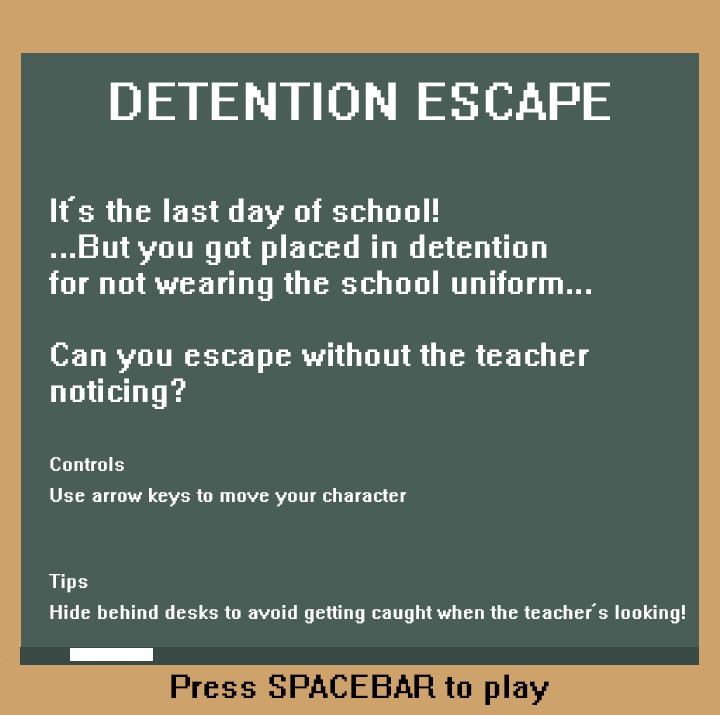 DETENTION ESCAPE
It´s the last day of school!
...But you got placed in detention
for not wearing the school uniform...
Can you escape without the teacher
noticing?
Controls
Use arrow keys to move your character
Tips
Hide behind desks to avoid getting caught when the teacher´s looking!
Press SPACEBAR to play